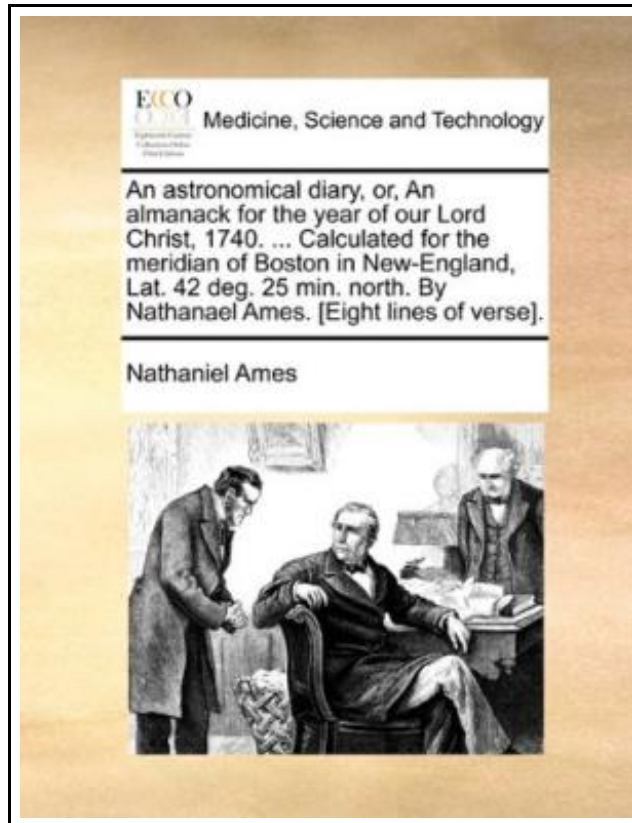 ECCO
Medicine, Science and Technology
An astronomical diary, or, An
almanack for the year of our Lord
Christ, 1740. ... Calculated for the
meridian of Boston in New-England,
Lat. 42 deg. 25 min. north. By
Nathanael Ames. [Eight lines of verse].
Nathaniel Ames